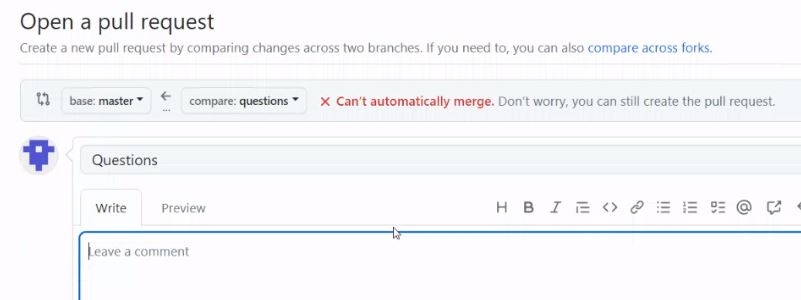 Open a pull request
Create a new pull request by comparing changes across two branches. If you need to, you can also compare across forks.
base: master ← compare: questions × Can't automatically merge. Don't worry, you can still create the pull request.
...
Questions
Write Preview H B I <> @
Leave a comment